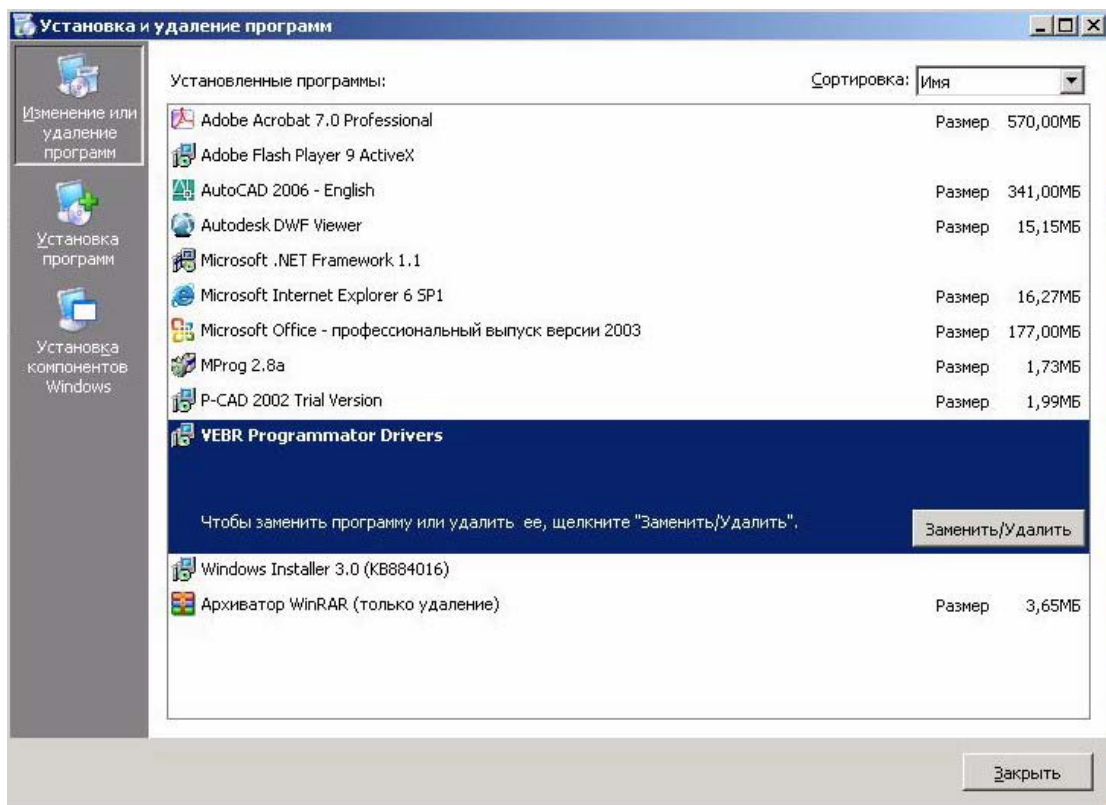 Установка и удаление программ
Изменение или
удаление
программ
Установка
программ
Установка
компонентов
Windows
Установленные программы:
Сортировка: Имя
Adobe Acrobat 7.0 Professional Размер 570,00МБ
Adobe Flash Player 9 ActiveX
AutoCAD 2006 - English Размер 341,00МБ
Autodesk DWF Viewer Размер 15,15МБ
Microsoft .NET Framework 1.1
Microsoft Internet Explorer 6 SP1 Размер 16,27МБ
Microsoft Office - профессиональный выпуск версии 2003 Размер 177,00МБ
MProg 2.8a Размер 1,73МБ
P-CAD 2002 Trial Version Размер 1,99МБ
VEBR Programmator Drivers
Чтобы заменить программу или удалить ее, щелкните "Заменить/Удалить". Заменить/Удалить
Windows Installer 3.0 (KB884016)
Архиватор WinRAR (только удаление) Размер 3,65МБ
Закрыть